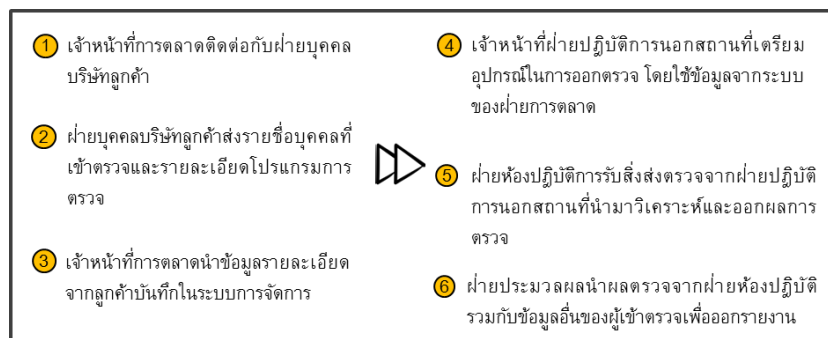 1 เจ้าหน้าที่การตลาดติดต่อกับฝ่ายบุคคล
บริษัทลูกค้า
2 ฝ่ายบุคคลบริษัทลูกค้าส่งรายชื่อบุคคลที่
เข้าตรวจและรายละเอียดโปรแกรมการ
ตรวจ
3 เจ้าหน้าที่การตลาดนำข้อมูลรายละเอียด
จากลูกค้าบันทึกในระบบการจัดการ
4 เจ้าหน้าที่ฝ่ายปฎิบัติการนอกสถานที่เตรียม
อุปกรณ์ในการออกตรวจ โดยใช้ข้อมูลจากระบบ
ของฝ่ายการตลาด
5 ฝ่ายห้องปฎิบัติการรับสิ่งส่งตรวจจากฝ่ายปฎิบัติ
การนอกสถานที่นำมาวิเคราะห์และออกผลการ
ตรวจ
6 ฝ่ายประมวลผลนำผลตรวจจากฝ่ายห้องปฎิบัติ
รวมกับข้อมูลอื่นของผู้เข้าตรวจเพื่อออกรายงาน